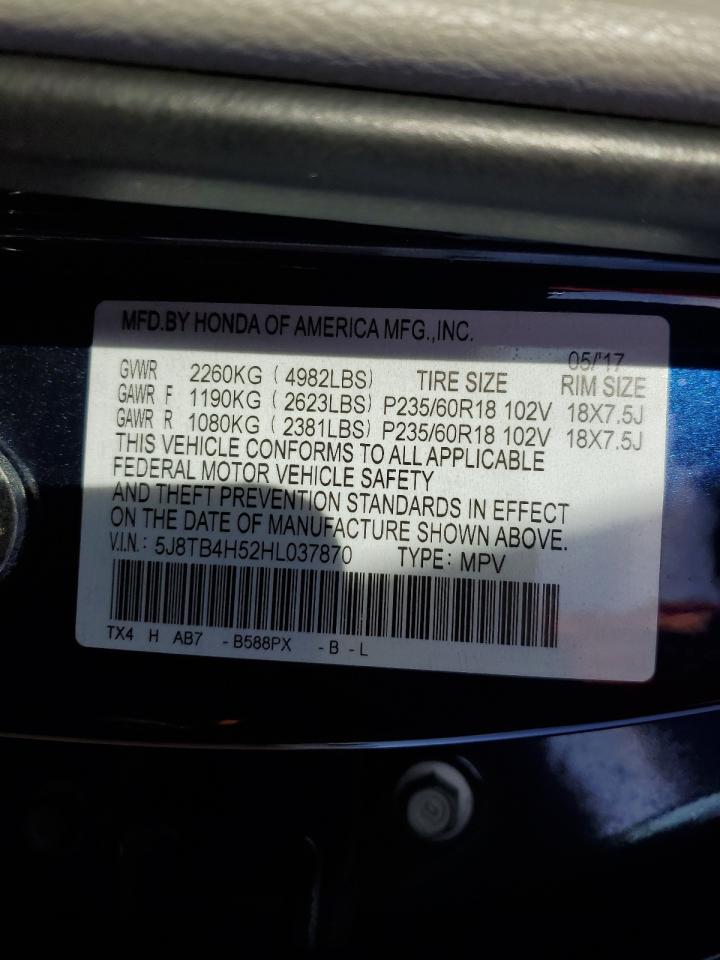 MFD.BY HONDA OF AMERICA MFG.,INC.
05/'17
GVWR 2260KG ( 4982LBS) TIRE SIZE RIM SIZE
GAWR F 1190KG ( 2623LBS) P235/60R18 102V 18X7.5J
GAWR R 1080KG ( 2381LBS) P235/60R18 102V 18X7.5J
THIS VEHICLE CONFORMS TO ALL APPLICABLE
FEDERAL MOTOR VEHICLE SAFETY
AND THEFT PREVENTION STANDARDS IN EFFECT
ON THE DATE OF MANUFACTURE SHOWN ABOVE.
V.I.N.: 5J8TB4H52HL037870 TYPE: MPV
TX4 H AB7 - B588PX - B - L